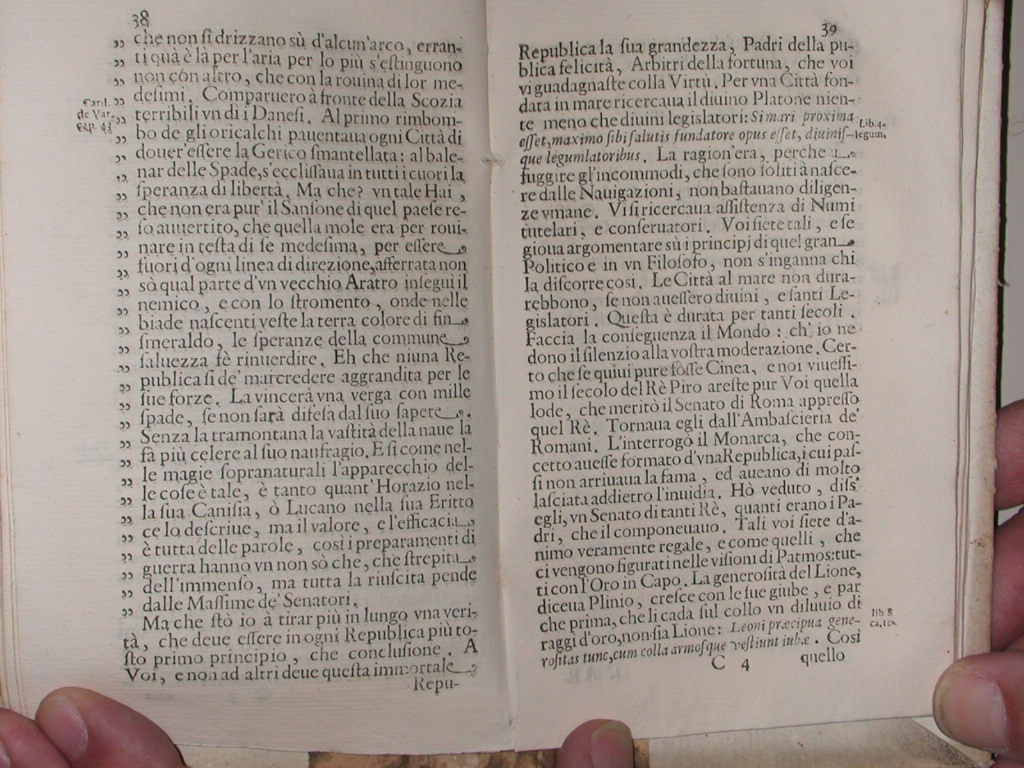 38
„ che non ſi drizzano sù d'alcun'arco, erran-
„ ti quà è là per l'aria per lo più s'eſtinguono
„ non con altro, che con la rouina di lor me-
„ deſimi. Comparuero à fronte della Scozia
Card. de Var.
„ terribili vn dì i Daneſi. Al primo rimbom-
„ bo de gli oricalchi pauentaua ogni Città di
„ douer'eſſere la Gerico ſmantellata: al bale-
„ nar delle Spade, s'eccliſſaua in tutti i cuori la
„ ſperanza di libertà. Ma che? vn tale Hai,
„ che non era pur' il Sanſone di quel paeſe re-
„ ſo auuertito, che quella mole era per roui-
„ nare in teſta di ſe medeſima, per eſſere
„ fuori d'ogni linea di direzione, afferrata non
„ sò qual parte d'vn vecchio Aratro inſeguì il
„ nemico, e con lo ſtromento, onde nelle
„ biade naſcenti veſte la terra colore di fin
„ ſmeraldo, le ſperanze della commune
„ ſaluezza fè rinuerdire. Eh che niuna Re-
„ publica ſi de' mai credere aggrandita per le
„ ſue forze. La vincerà vna verga con mille
„ ſpade, ſe non ſarà difeſa dal ſuo ſapere.
„ Senza la tramontana la vaſtità della naue la
„ fà più celere al ſuo naufragio. E ſi come nel-
„ le magie ſopranaturali l'apparecchio del-
„ le coſe è tale, è tanto quant'Horazio nel-
„ la ſua Caniſia, ò Lucano nella ſua Eritto
„ ce lo deſcriue, ma il valore, e l'efficacia
„ è tutta delle parole, così i preparamenti di
„ guerra hanno vn non sò che, che ſtrepita
„ dell'immenſo, ma tutta la riuſcita pende
„ dalle Maſſime de' Senatori.
Ma che ſtò io à tirar più in lungo vna veri-
tà, che deue eſſere in ogni Republica più to-
ſto primo principio, che concluſione. A
Voi, e non ad altri deue queſta immortale
Repu-
39
Republica la ſua grandezza, Padri della pu-
blica felicità, Arbitri della fortuna, che voi
vi guadagnaſte colla Virtù. Per vna Città fon-
data in mare ricercaua il diuino Platone nien-
te meno che diuini legislatori: Si mari proxima
Lib. 4. legum.
eſſet, maximo ſibi ſalutis fundatore opus eſſet, diuiniſ-
que legumlatoribus. La ragion'era, perche a
fuggire gl'incommodi, che ſono ſoliti à naſce-
re dalle Nauigazioni, non baſtauano diligen-
ze vmane. Vi ſi ricercaua aſſiſtenza di Numi
tutelari, e conſeruatori. Voi ſiete tali, e ſe
gioua argomentare sù i principj di quel gran
Politico e in vn Filoſofo, non s'inganna chi
la diſcorre così. Le Città al mare non dura-
rebbono, ſe non aueſſero diuini, e ſanti Le-
gislatori. Queſta è durata per tanti ſecoli.
Faccia la conſeguenza il Mondo: ch' io ne
dono il ſilenzio alla voſtra moderazione. Cer-
to che ſe quiui pure foſſe Cinea, e noi viueſſi-
mo il ſecolo del Rè Piro areſte pur Voi quella
lode, che meritò il Senato di Roma appreſſo
quel Rè. Tornaua egli dall'Ambaſcieria de'
Romani. L'interrogò il Monarca, che con-
cetto aueſſe formato d'vna Republica, i cui paſ-
ſi non arriuaua la fama, ed aueano di molto
laſciata addietro l'inuidia. Hò veduto, diſſ'
egli, vn Senato di tanti Rè, quanti erano i Pa-
dri, che il componeuauo. Tali voi ſiete d'a-
nimo veramente regale, e come quelli, che
ci vengono figurati nelle viſioni di Patmos: tut-
ti con l'Oro in Capo. La generoſità del Lione,
diceua Plinio, creſce con le ſue giube, e par
che prima, che li cada ſul collo vn diluuio di
lib. 8
raggi d'oro, non ſia Lione: Leoni præcipua gene-
roſitas tunc, cum colla armoſque veſtiunt iubæ. Così
C 4
quello